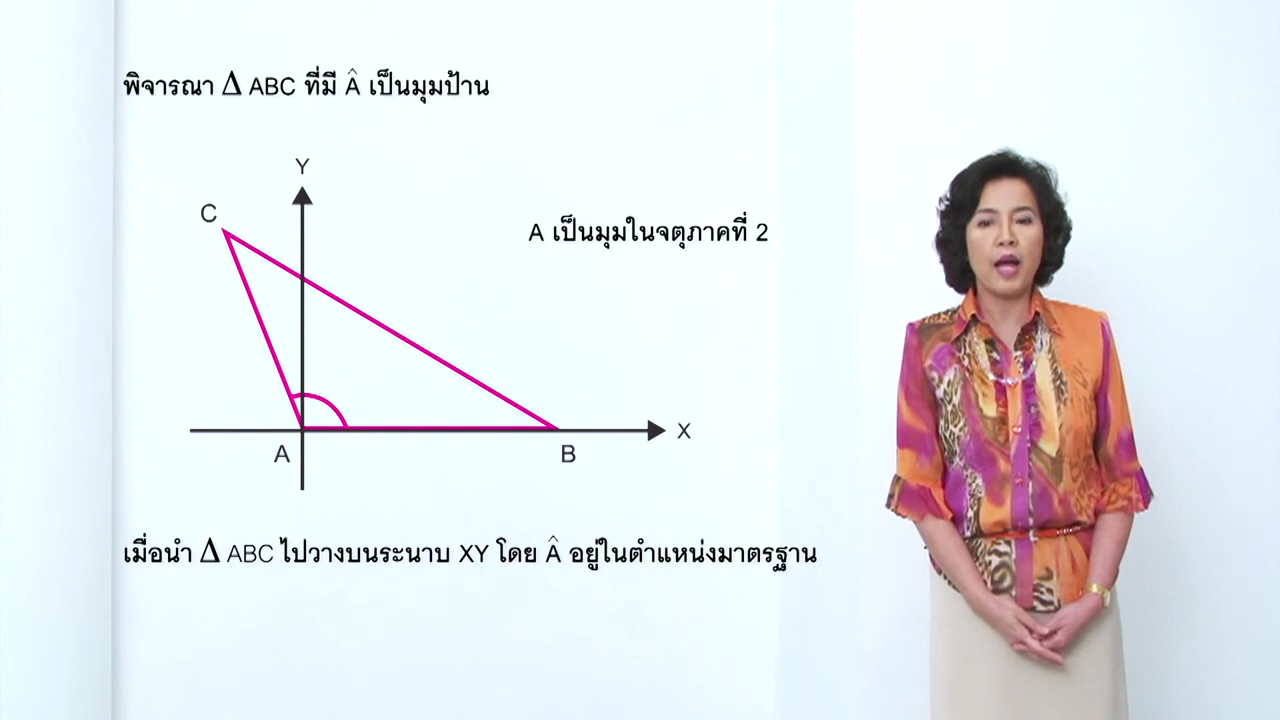 พิจารณา Δ ABC ที่มี Â เป็นมุมป้าน
Y
C
A เป็นมุมในจตุภาคที่ 2
X
A
B
เมื่อนำ Δ ABC ไปวางบนระนาบ XY โดย Â อยู่ในตำแหน่งมาตรฐาน